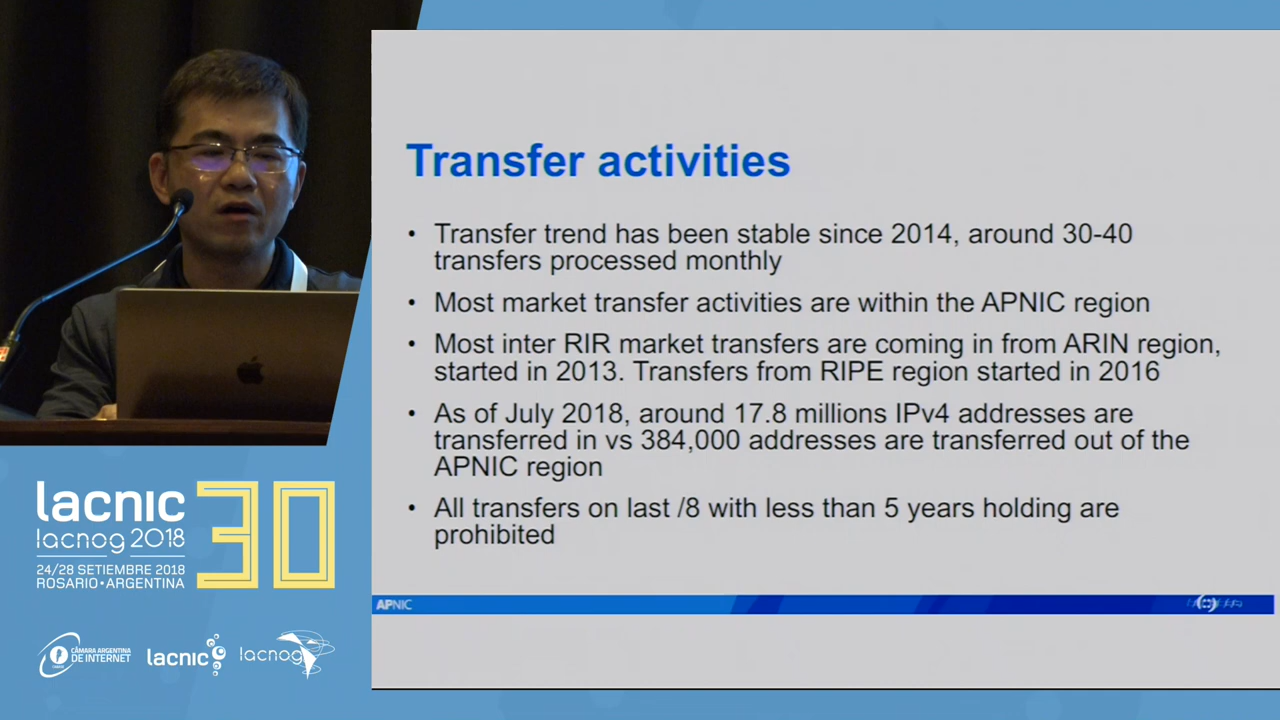 Transfer activities
• Transfer trend has been stable since 2014, around 30-40
transfers processed monthly
• Most market transfer activities are within the APNIC region
• Most inter RIR market transfers are coming in from ARIN region,
started in 2013. Transfers from RIPE region started in 2016
• As of July 2018, around 17.8 millions IPv4 addresses are
transferred in vs 384,000 addresses are transferred out of the
APNIC region
• All transfers on last /8 with less than 5 years holding are
prohibited
APNIC
lacnic 30
lacnog 2018
24/28 SETIEMBRE 2018
ROSARIO•ARGENTINA
CÁMARA ARGENTINA
DE INTERNET
lacnic
lacnog